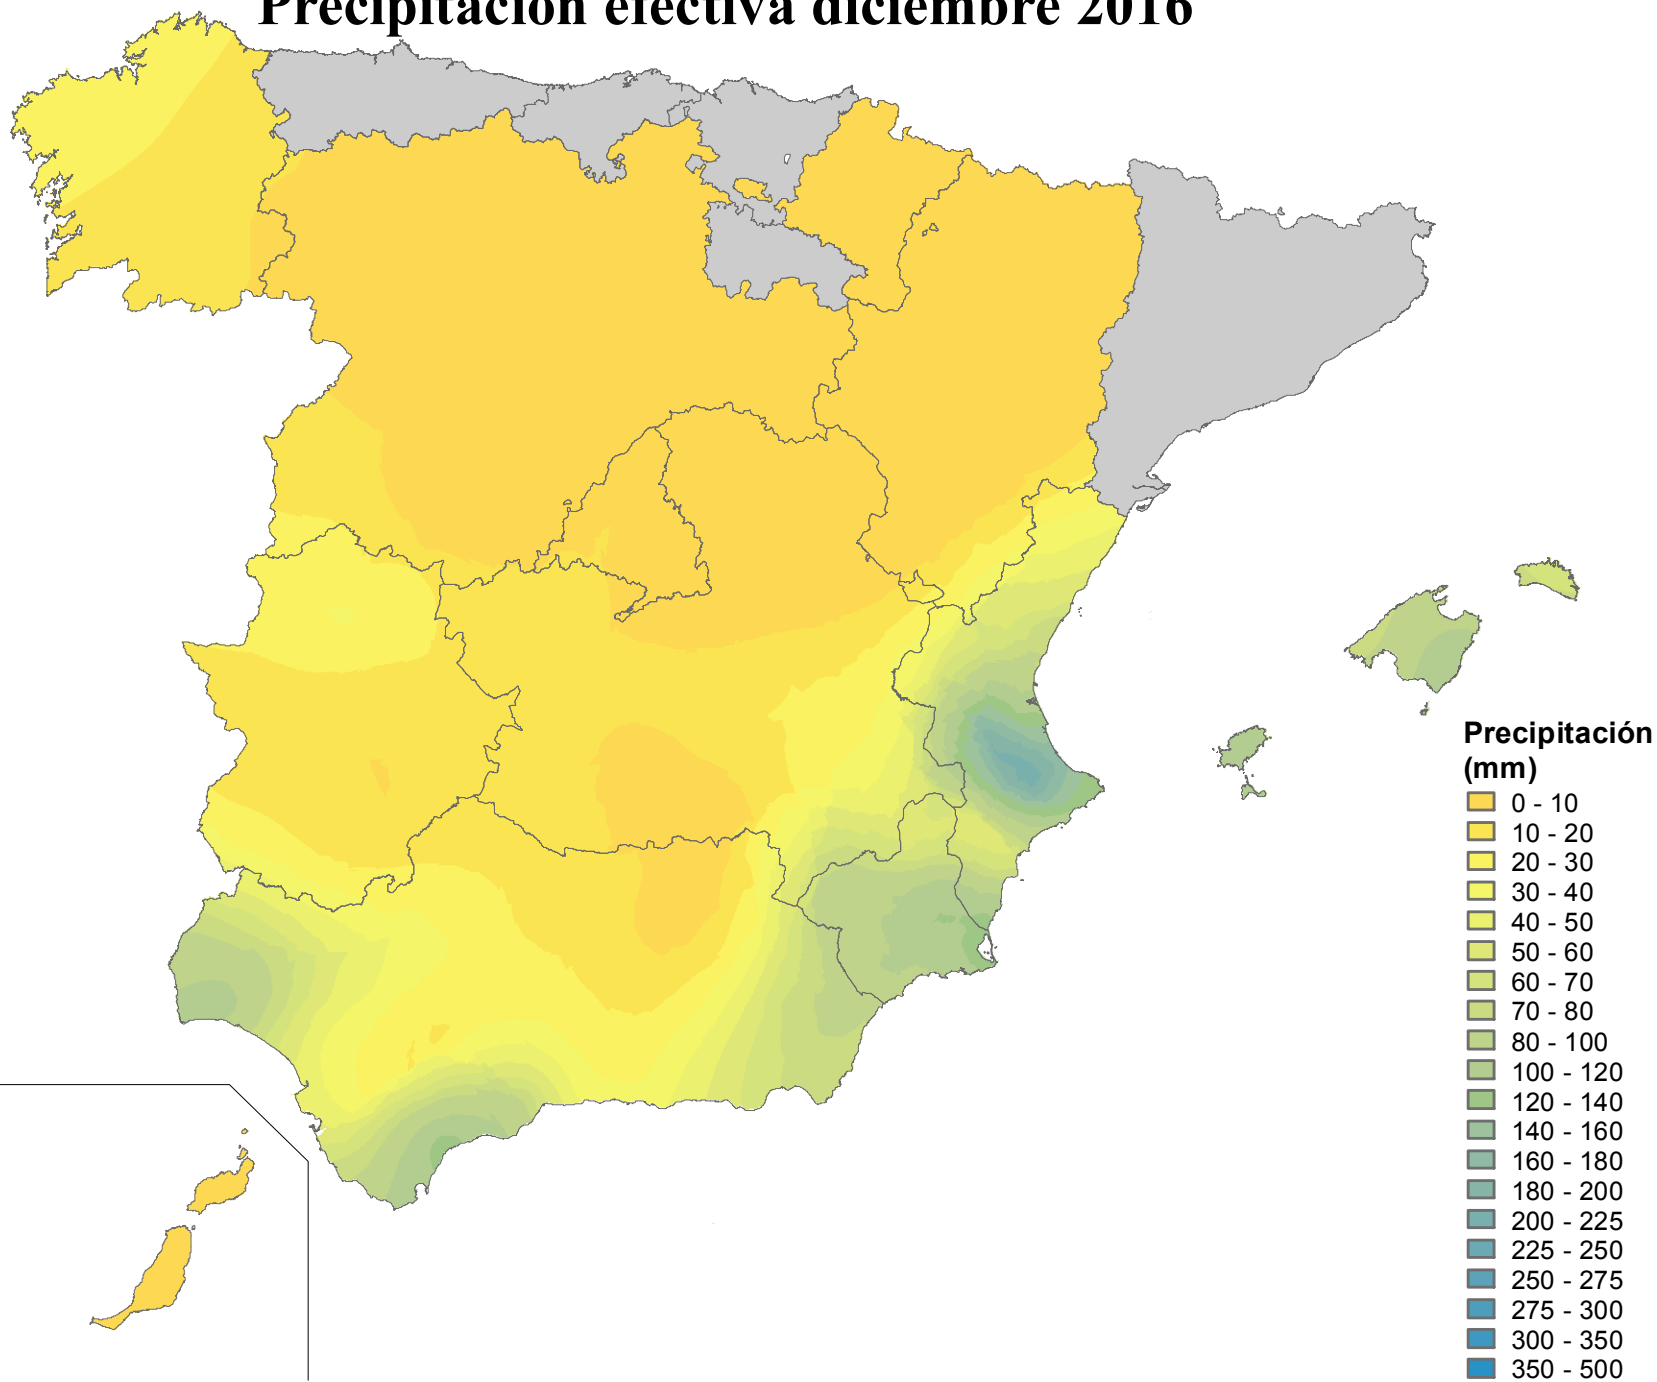 Precipitación efectiva diciembre 2016
Precipitación
(mm)
0 - 10
10 - 20
20 - 30
30 - 40
40 - 50
50 - 60
60 - 70
70 - 80
80 - 100
100 - 120
120 - 140
140 - 160
160 - 180
180 - 200
200 - 225
225 - 250
250 - 275
275 - 300
300 - 350
350 - 500